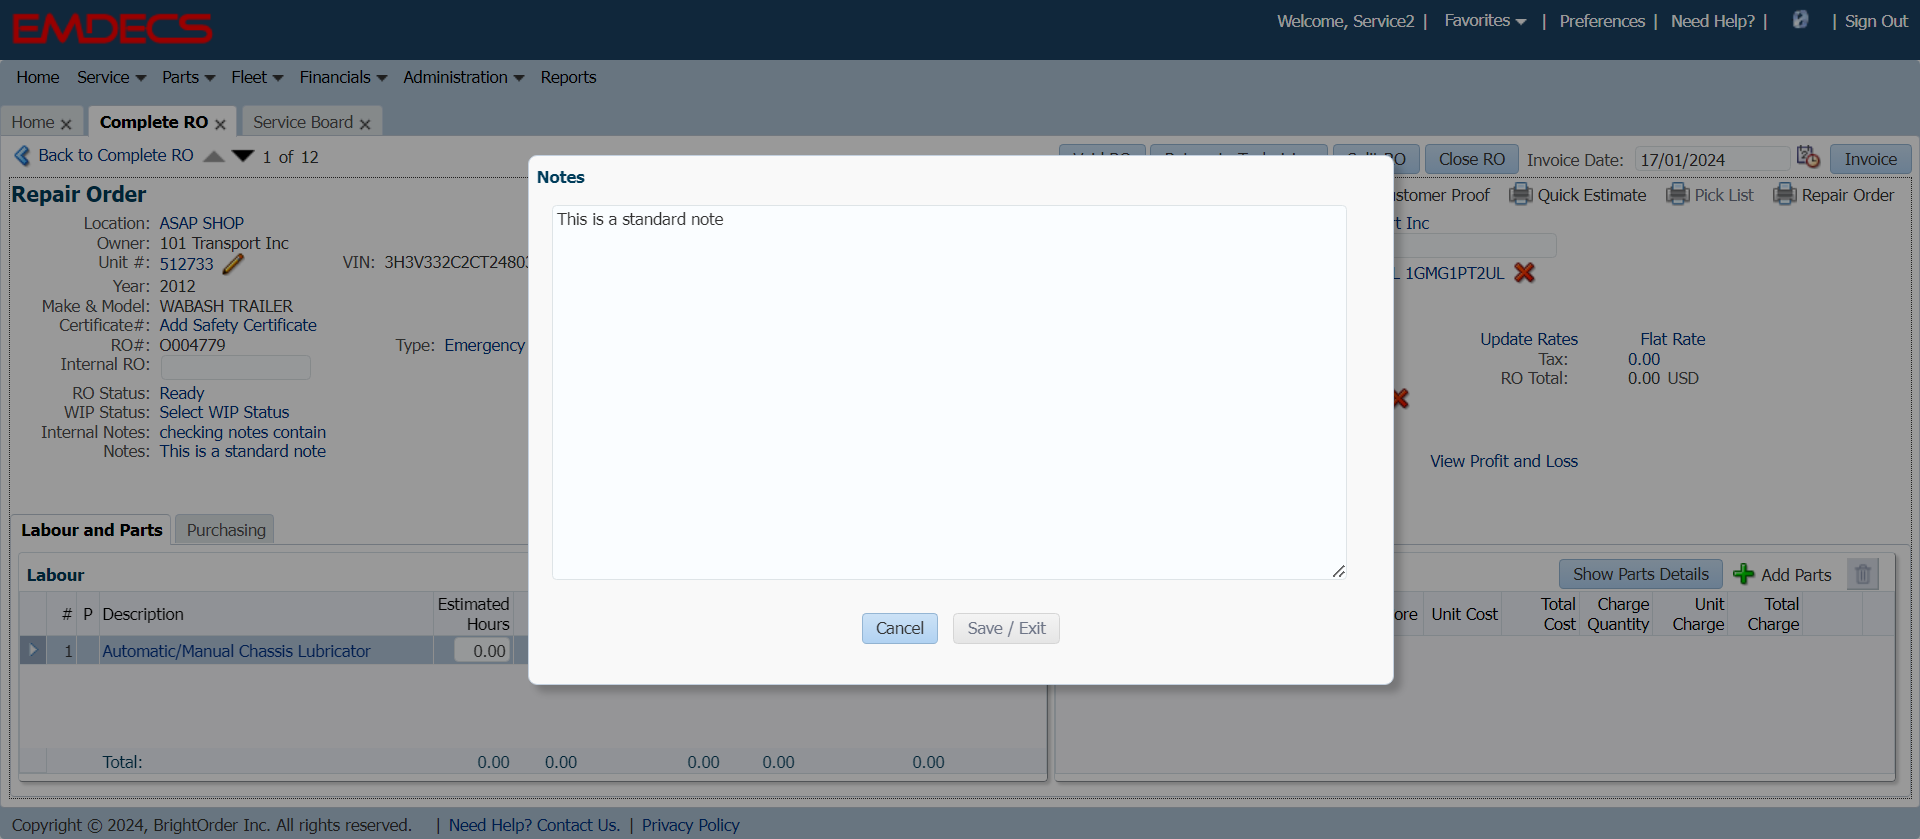 EMDECS
Welcome, Service2 | Favorites | Preferences | Need Help? | | Sign Out
Home Service Parts Fleet Financials Administration Reports
Home Complete RO Service Board
Back to Complete RO 1 of 12
Close RO Invoice Date: 17/01/2024 Invoice
Repair Order
stomer Proof Quick Estimate Pick List Repair Order
Location: ASAP SHOP
t Inc
Owner: 101 Transport Inc
Unit #: 512733 VIN: 3H3V332C2CT2480
L 1GMG1PT2UL
Year: 2012
Make & Model: WABASH TRAILER
Certificate#: Add Safety Certificate
RO#: O004779 Type: Emergency
Internal RO:
RO Status: Ready
WIP Status: Select WIP Status
Internal Notes: checking notes contain
Notes: This is a standard note
Update Rates Flat Rate
Tax: 0.00
RO Total: 0.00 USD
View Profit and Loss
Notes
This is a standard note
Cancel Save / Exit
Labour and Parts Purchasing
Labour
Show Parts Details Add Parts
# P Description Estimated Hours
1 Automatic/Manual Chassis Lubricator 0.00
Total: 0.00 0.00 0.00 0.00 0.00
ore Unit Cost Total Cost Charge Quantity Unit Charge Total Charge
Copyright © 2024, BrightOrder Inc. All rights reserved. | Need Help? Contact Us. | Privacy Policy